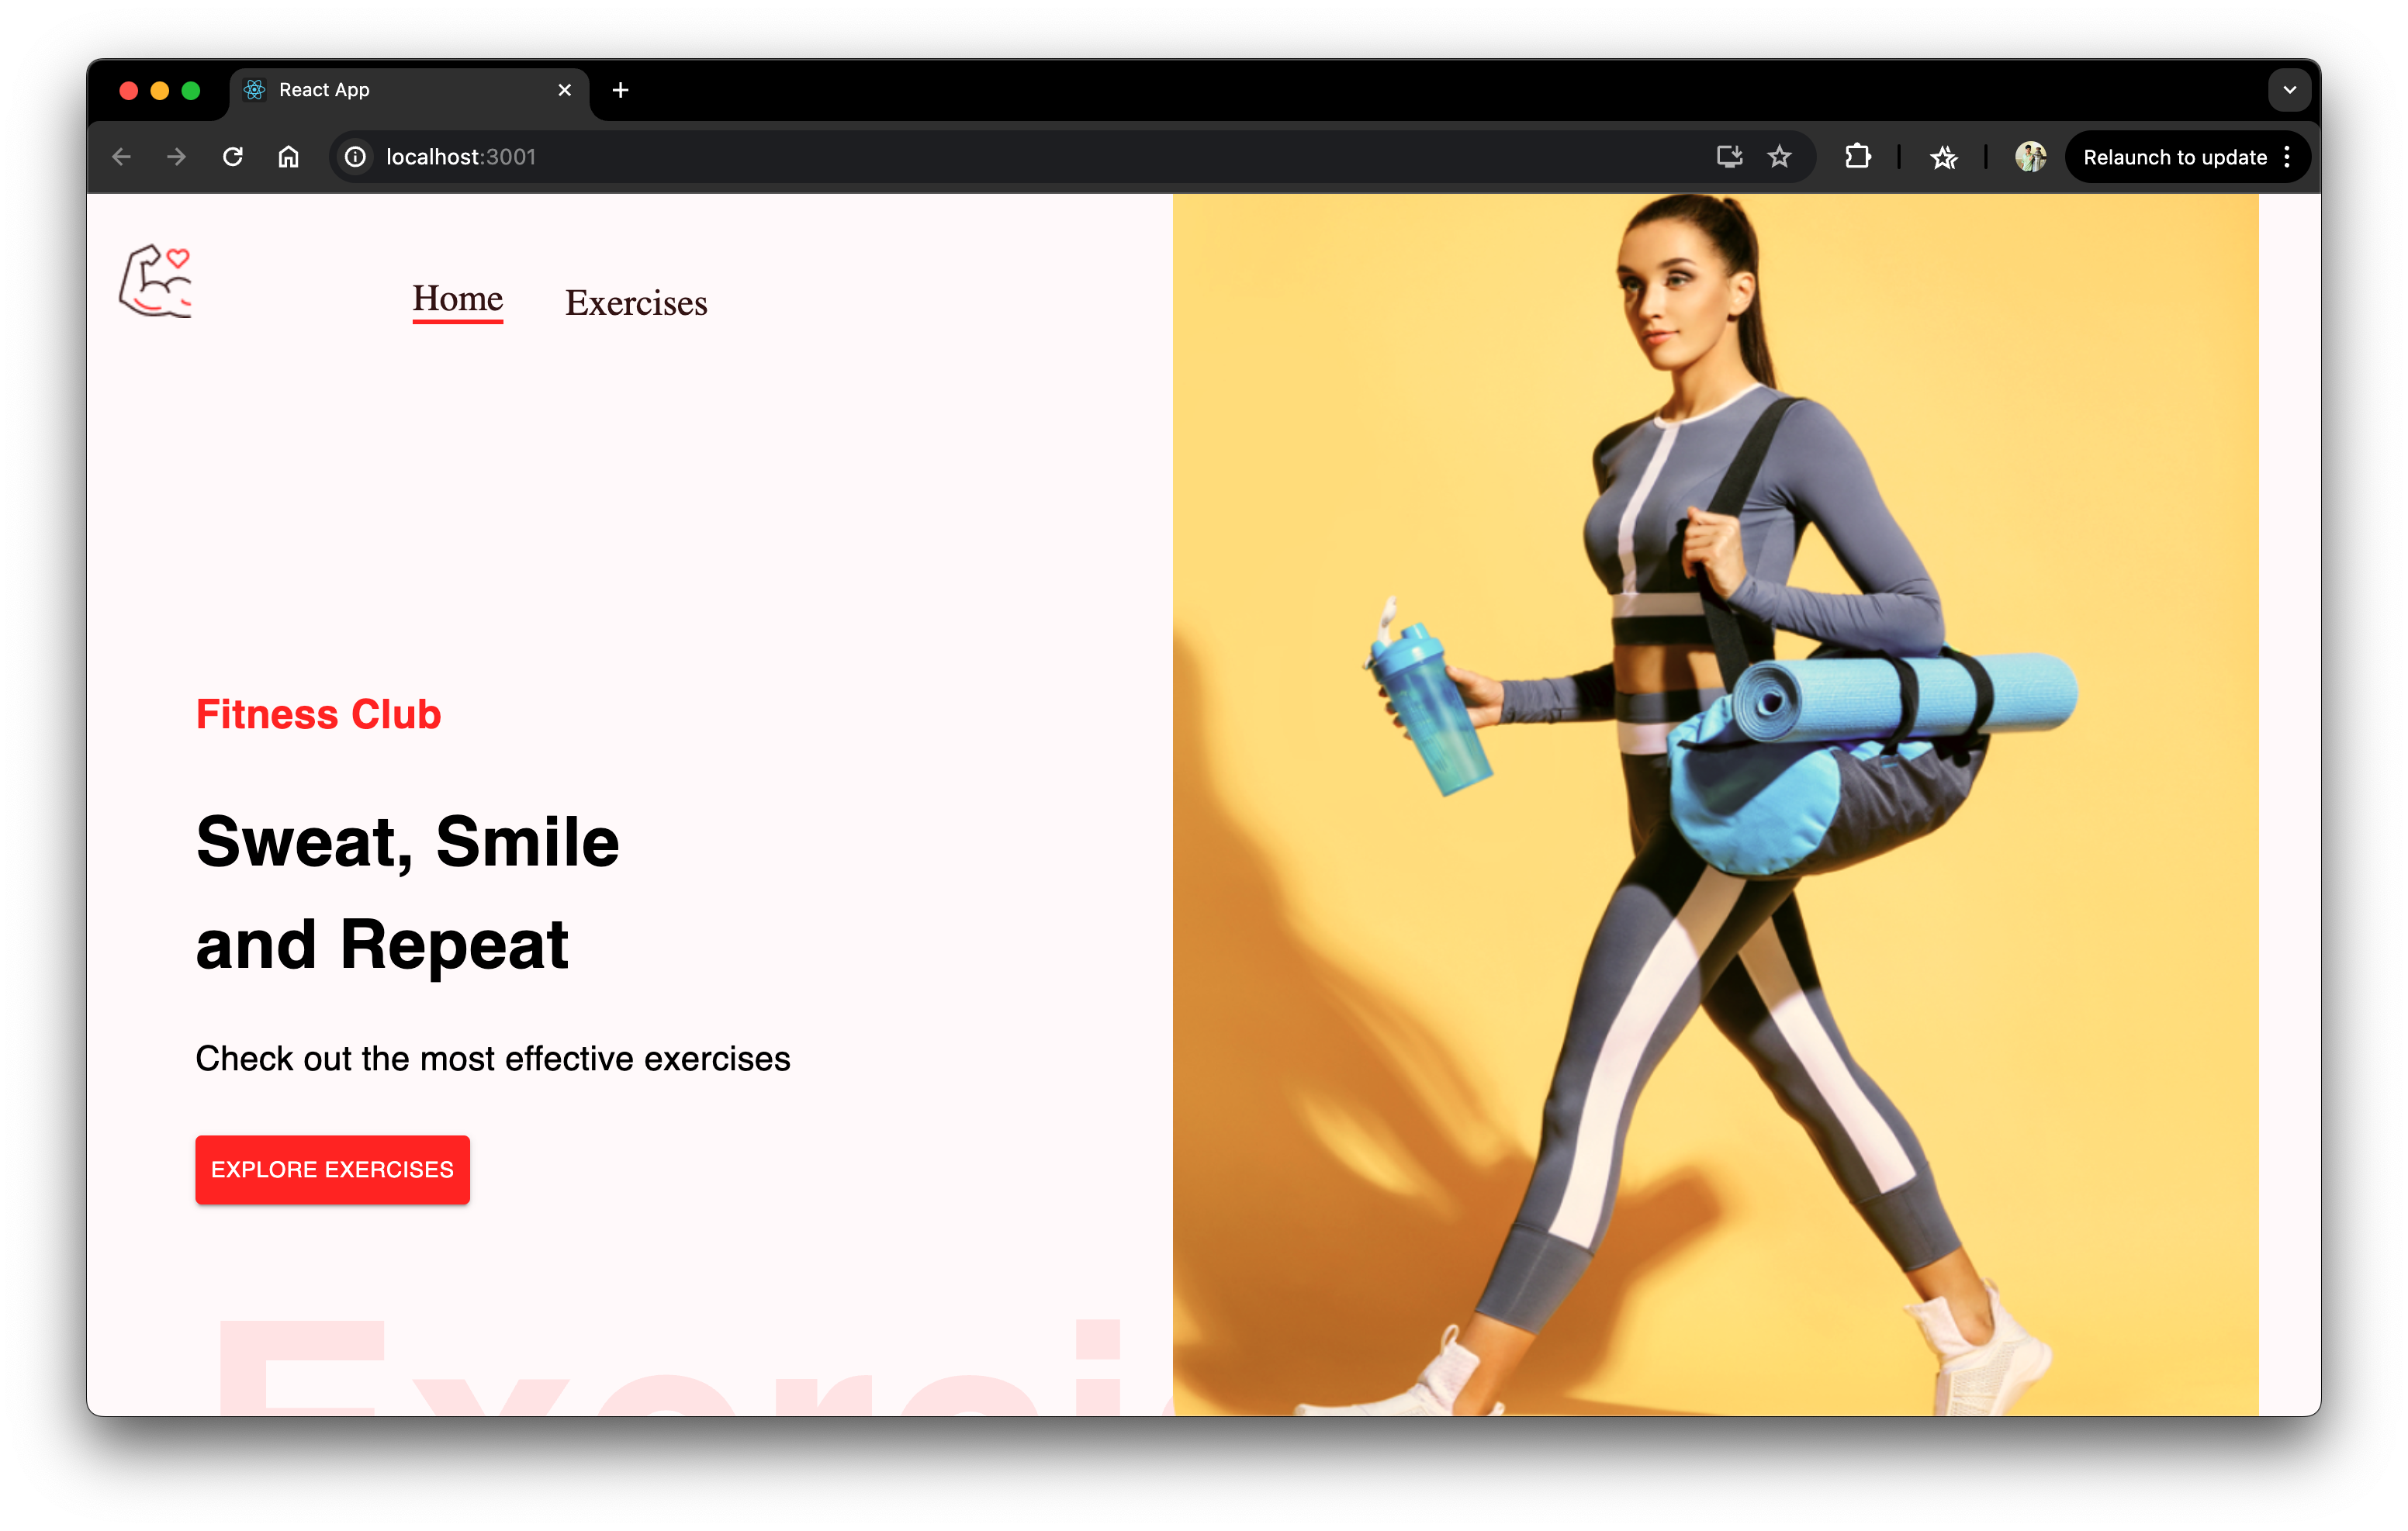 React App
localhost:3001
Relaunch to update
Home
Exercises
Fitness Club
Sweat, Smile
and Repeat
Check out the most effective exercises
EXPLORE EXERCISES
Exerci